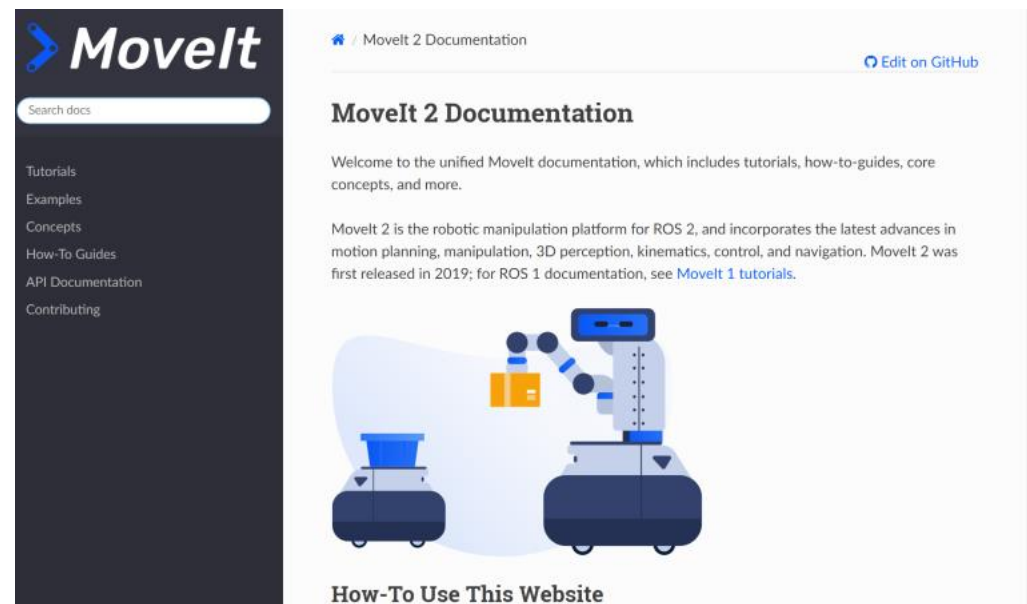 MoveIt
Search docs
Tutorials
Examples
Concepts
How-To Guides
API Documentation
Contributing
/ MoveIt 2 Documentation
Edit on GitHub
MoveIt 2 Documentation
Welcome to the unified MoveIt documentation, which includes tutorials, how-to-guides, core
concepts, and more.
MoveIt 2 is the robotic manipulation platform for ROS 2, and incorporates the latest advances in
motion planning, manipulation, 3D perception, kinematics, control, and navigation. MoveIt 2 was
first released in 2019; for ROS 1 documentation, see MoveIt 1 tutorials.
How-To Use This Website